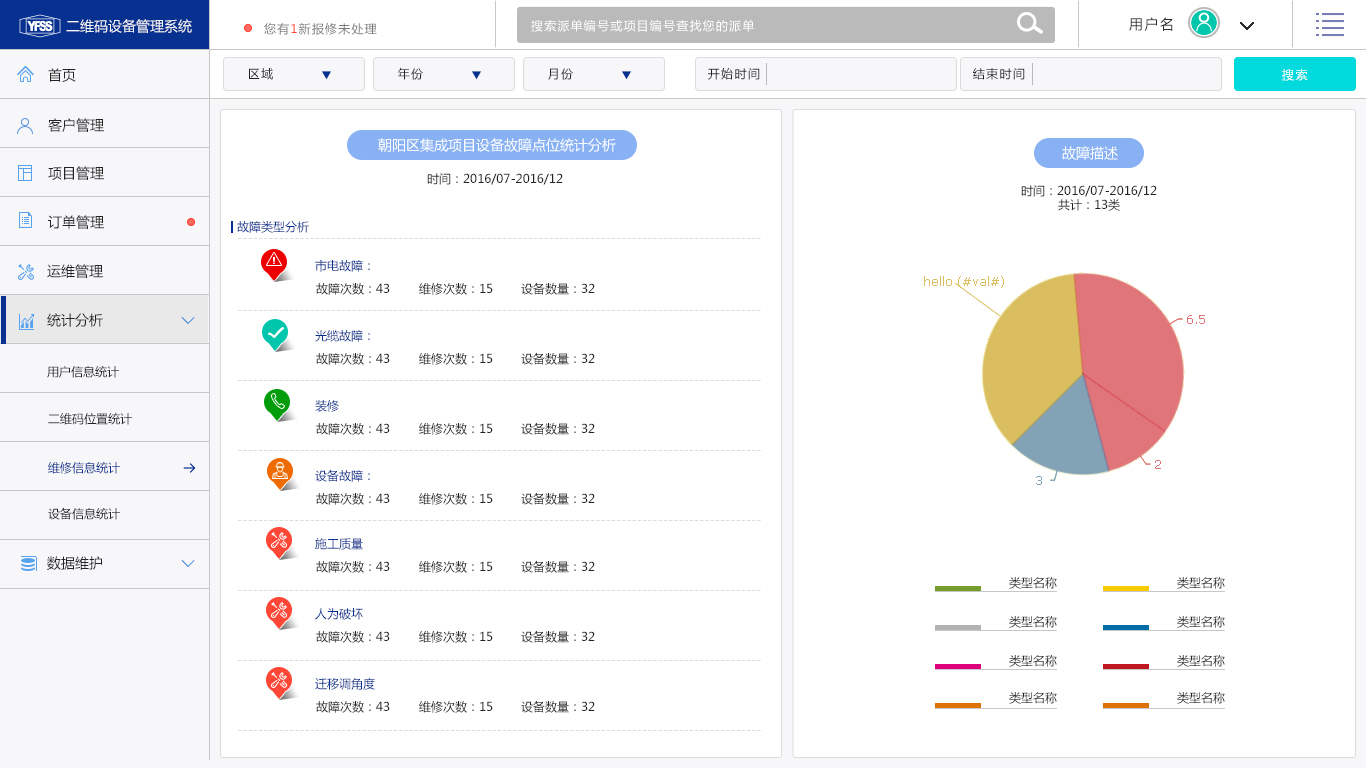 YFSS 二维码设备管理系统
您有1新报修未处理
搜索派单编号或项目编号查找您的派单
用户名
首页
客户管理
项目管理
订单管理
运维管理
统计分析
用户信息统计
二维码位置统计
维修信息统计
设备信息统计
数据维护
区域 ▼
年份 ▼
月份 ▼
开始时间
结束时间
搜索
朝阳区集成项目设备故障点位统计分析
时间：2016/07-2016/12
故障类型分析
市电故障：
故障次数：43 维修次数：15 设备数量：32
光缆故障：
故障次数：43 维修次数：15 设备数量：32
装修
故障次数：43 维修次数：15 设备数量：32
设备故障：
故障次数：43 维修次数：15 设备数量：32
施工质量
故障次数：43 维修次数：15 设备数量：32
人为破坏
故障次数：43 维修次数：15 设备数量：32
迁移调角度
故障次数：43 维修次数：15 设备数量：32
故障描述
时间：2016/07-2016/12
共计：13类
hello (#val#)
6.5
2
3
类型名称 类型名称
类型名称 类型名称
类型名称 类型名称
类型名称 类型名称